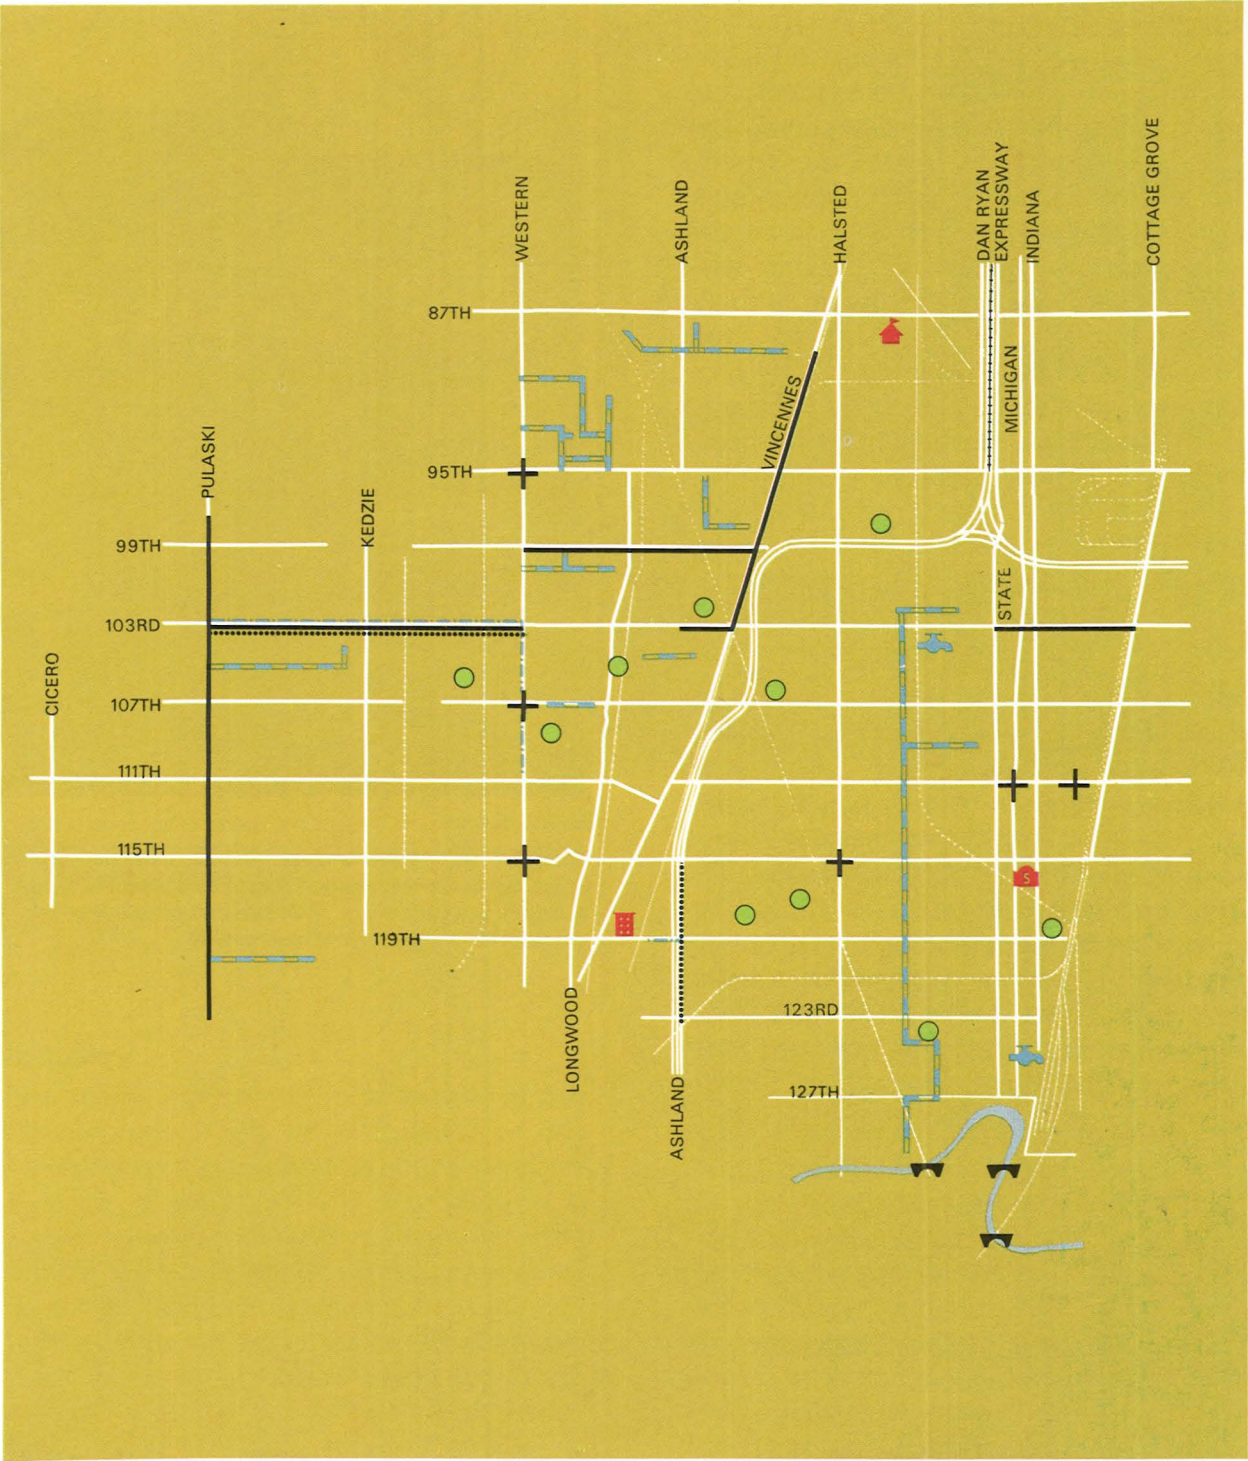 COTTAGE GROVE
DAN RYAN
EXPRESSWAY
INDIANA
WESTERN
ASHLAND
HALSTED
87TH
MICHIGAN
VINCENNES
PULASKI
95TH
KEDZIE
99TH
STATE
103RD
CICERO
107TH
111TH
115TH
5
119TH
LONGWOOD
123RD
ASHLAND
127TH